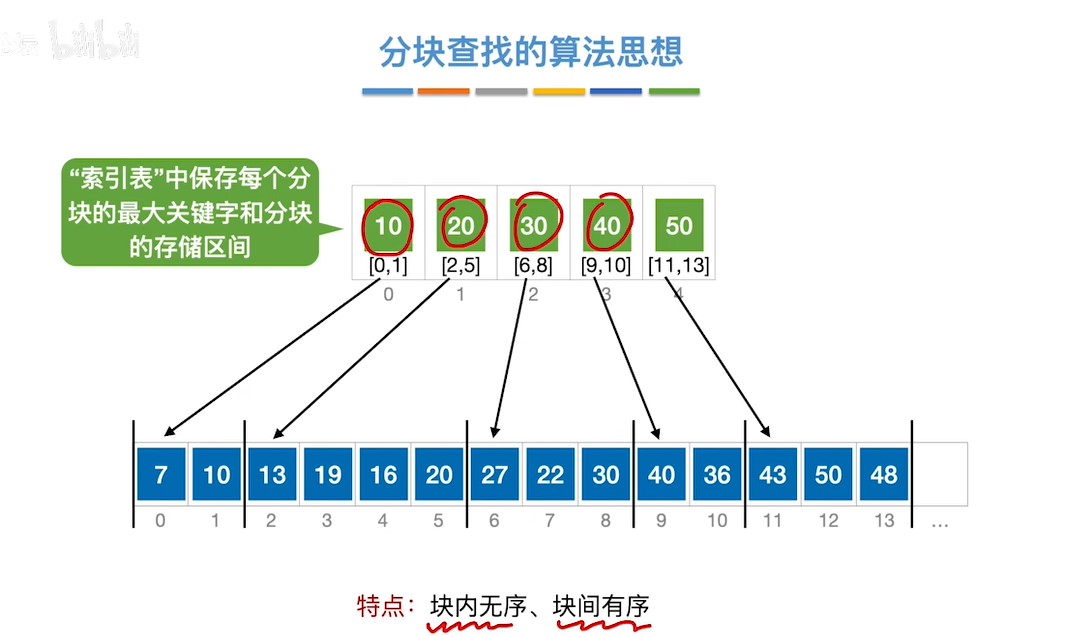 bilibili
分块查找的算法思想
“索引表”中保存每个分
块的最大关键字和分块
的存储区间
10 20 30 40 50
[0,1] [2,5] [6,8] [9,10] [11,13]
0 1 2 3 4
7 10 13 19 16 20 27 22 30 40 36 43 50 48
0 1 2 3 4 5 6 7 8 9 10 11 12 13 …
特点：块内无序、块间有序